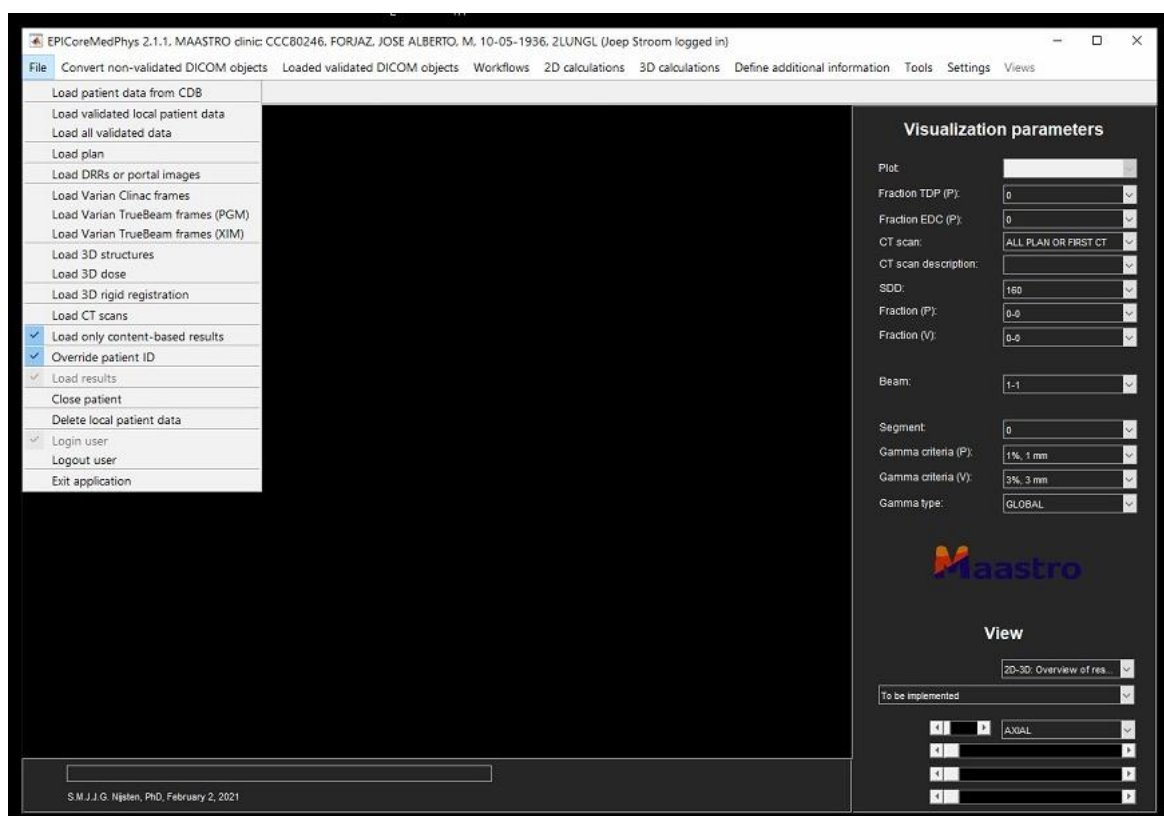 EPICoreMedPhys 2.1.1, MAASTRO clinic: CCC80246, FORJAZ, JOSE ALBERTO, M, 10-05-1936, 2LUNGL (Joep Stroom logged in)
File Convert non-validated DICOM objects Loaded validated DICOM objects Workflows 2D calculations 3D calculations Define additional information Tools Settings Views
Load patient data from CDB
Load validated local patient data
Load all validated data
Load plan
Load DRRs or portal images
Load Varian Clinac frames
Load Varian TrueBeam frames (PGM)
Load Varian TrueBeam frames (XIM)
Load 3D structures
Load 3D dose
Load 3D rigid registration
Load CT scans
Load only content-based results
Override patient ID
Load results
Close patient
Delete local patient data
Login user
Logout user
Exit application
Visualization parameters
Plot:
Fraction TDP (P): 0
Fraction EDC (P): 0
CT scan: ALL PLAN OR FIRST CT
CT scan description:
SDD: 160
Fraction (P): 0-0
Fraction (V): 0-0
Beam: 1-1
Segment: 0
Gamma criteria (P): 1%, 1 mm
Gamma criteria (V): 3%, 3 mm
Gamma type: GLOBAL
Maastro
View
2D-3D: Overview of res...
To be implemented
AXIAL
S.M.J.J.G. Nijsten, PhD, February 2, 2021